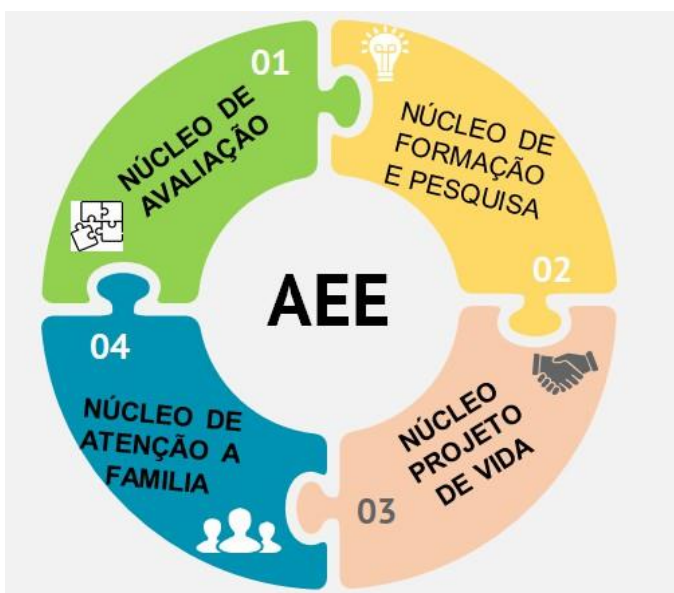 01
NÚCLEO DE
AVALIAÇÃO
NÚCLEO DE
FORMAÇÃO
E PESQUISA
02
AEE
NÚCLEO
PROJETO
DE VIDA
03
04
NÚCLEO DE
ATENÇÃO A
FAMILIA